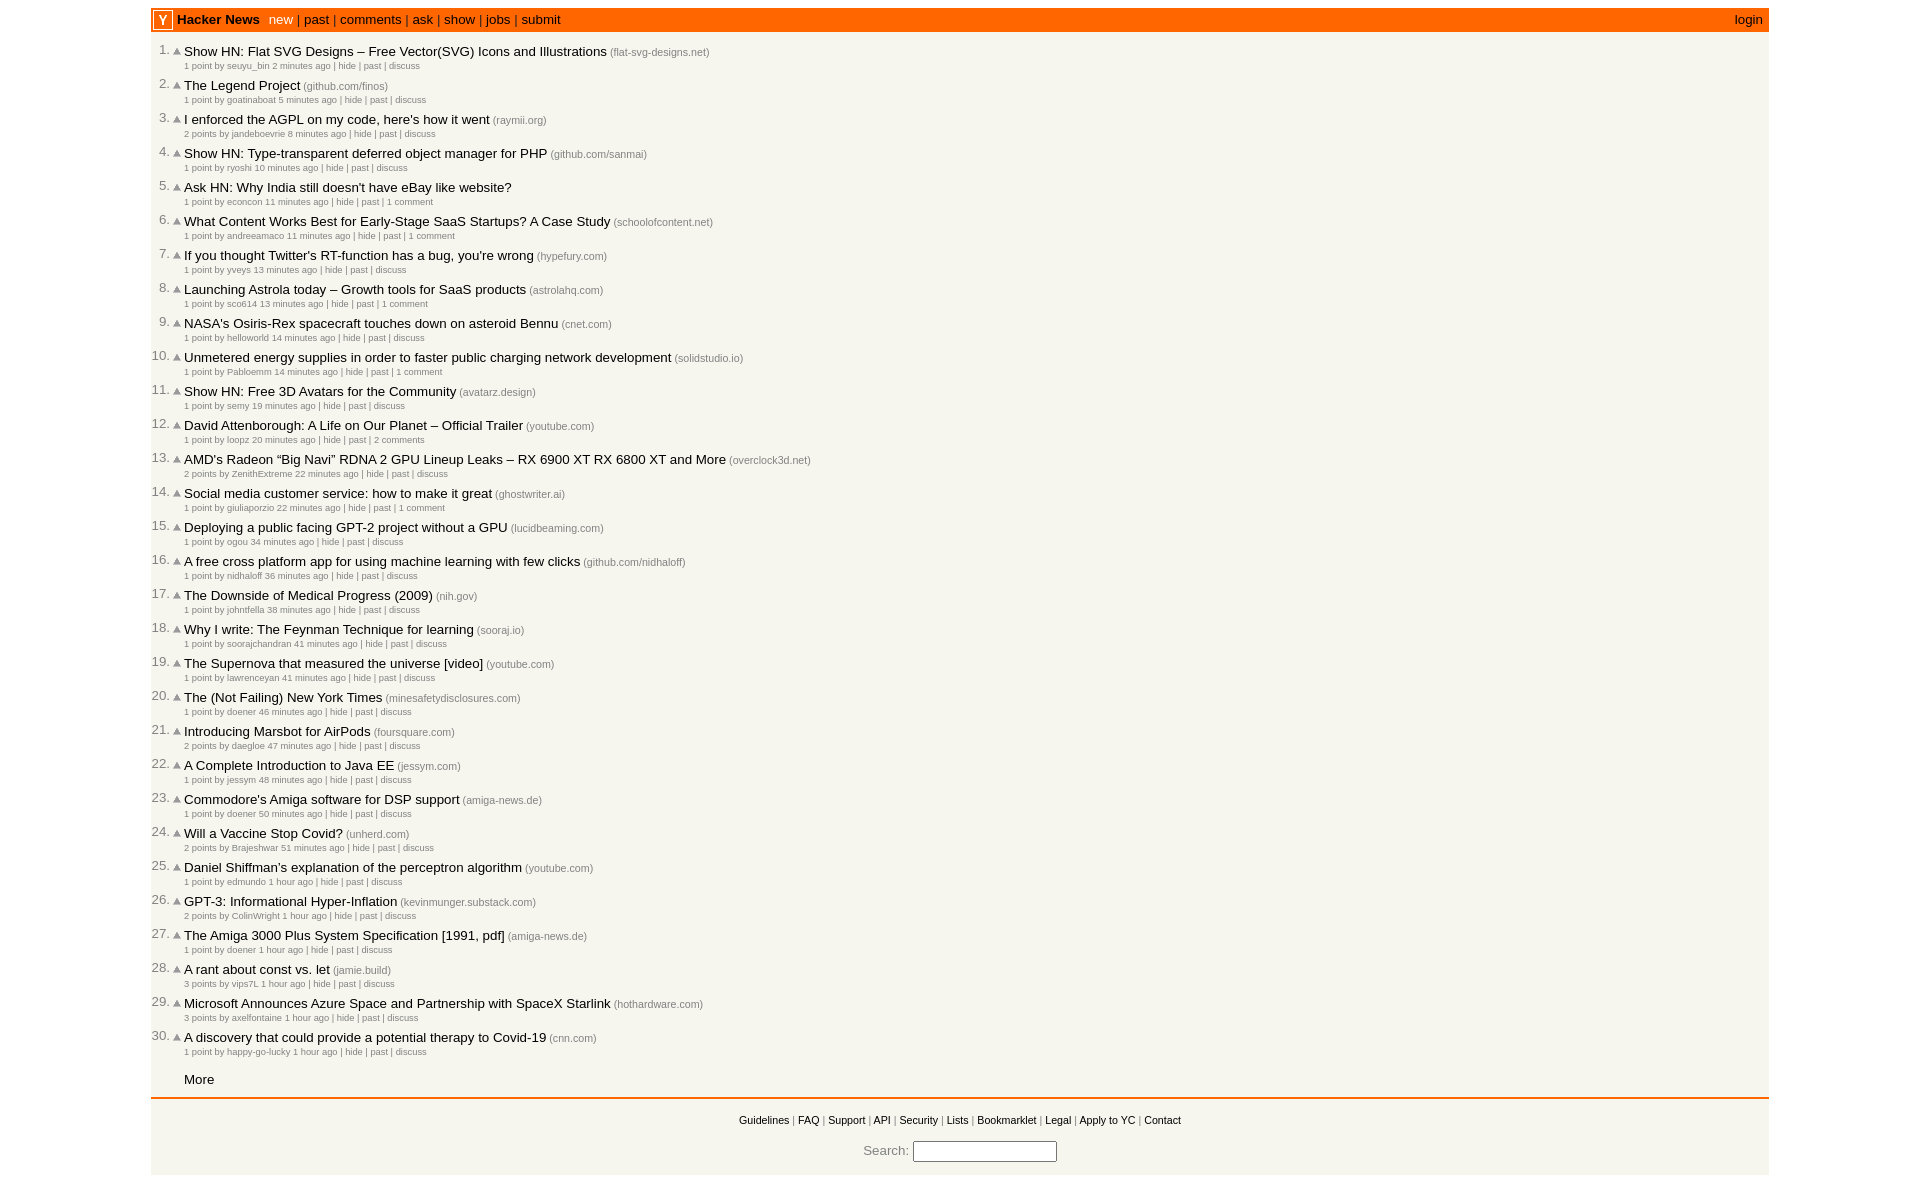 Y Hacker News new | past | comments | ask | show | jobs | submit login
1. Show HN: Flat SVG Designs – Free Vector(SVG) Icons and Illustrations (flat-svg-designs.net)
1 point by seuyu_bin 2 minutes ago | hide | past | discuss
2. The Legend Project (github.com/finos)
1 point by goatinaboat 5 minutes ago | hide | past | discuss
3. I enforced the AGPL on my code, here's how it went (raymii.org)
2 points by jandeboevrie 8 minutes ago | hide | past | discuss
4. Show HN: Type-transparent deferred object manager for PHP (github.com/sanmai)
1 point by ryoshi 10 minutes ago | hide | past | discuss
5. Ask HN: Why India still doesn't have eBay like website?
1 point by econcon 11 minutes ago | hide | past | 1 comment
6. What Content Works Best for Early-Stage SaaS Startups? A Case Study (schoolofcontent.net)
1 point by andreeamaco 11 minutes ago | hide | past | 1 comment
7. If you thought Twitter's RT-function has a bug, you're wrong (hypefury.com)
1 point by yveys 13 minutes ago | hide | past | discuss
8. Launching Astrola today – Growth tools for SaaS products (astrolahq.com)
1 point by sco614 13 minutes ago | hide | past | 1 comment
9. NASA's Osiris-Rex spacecraft touches down on asteroid Bennu (cnet.com)
1 point by helloworld 14 minutes ago | hide | past | discuss
10. Unmetered energy supplies in order to faster public charging network development (solidstudio.io)
1 point by Pabloemm 14 minutes ago | hide | past | 1 comment
11. Show HN: Free 3D Avatars for the Community (avatarz.design)
1 point by semy 19 minutes ago | hide | past | discuss
12. David Attenborough: A Life on Our Planet – Official Trailer (youtube.com)
1 point by loopz 20 minutes ago | hide | past | 2 comments
13. AMD's Radeon “Big Navi” RDNA 2 GPU Lineup Leaks – RX 6900 XT RX 6800 XT and More (overclock3d.net)
2 points by ZenithExtreme 22 minutes ago | hide | past | discuss
14. Social media customer service: how to make it great (ghostwriter.ai)
1 point by giuliaporzio 22 minutes ago | hide | past | 1 comment
15. Deploying a public facing GPT-2 project without a GPU (lucidbeaming.com)
1 point by ogou 34 minutes ago | hide | past | discuss
16. A free cross platform app for using machine learning with few clicks (github.com/nidhaloff)
1 point by nidhaloff 36 minutes ago | hide | past | discuss
17. The Downside of Medical Progress (2009) (nih.gov)
1 point by johntfella 38 minutes ago | hide | past | discuss
18. Why I write: The Feynman Technique for learning (sooraj.io)
1 point by soorajchandran 41 minutes ago | hide | past | discuss
19. The Supernova that measured the universe [video] (youtube.com)
1 point by lawrenceyan 41 minutes ago | hide | past | discuss
20. The (Not Failing) New York Times (minesafetydisclosures.com)
1 point by doener 46 minutes ago | hide | past | discuss
21. Introducing Marsbot for AirPods (foursquare.com)
2 points by daegloe 47 minutes ago | hide | past | discuss
22. A Complete Introduction to Java EE (jessym.com)
1 point by jessym 48 minutes ago | hide | past | discuss
23. Commodore's Amiga software for DSP support (amiga-news.de)
1 point by doener 50 minutes ago | hide | past | discuss
24. Will a Vaccine Stop Covid? (unherd.com)
2 points by Brajeshwar 51 minutes ago | hide | past | discuss
25. Daniel Shiffman’s explanation of the perceptron algorithm (youtube.com)
1 point by edmundo 1 hour ago | hide | past | discuss
26. GPT-3: Informational Hyper-Inflation (kevinmunger.substack.com)
2 points by ColinWright 1 hour ago | hide | past | discuss
27. The Amiga 3000 Plus System Specification [1991, pdf] (amiga-news.de)
1 point by doener 1 hour ago | hide | past | discuss
28. A rant about const vs. let (jamie.build)
3 points by vips7L 1 hour ago | hide | past | discuss
29. Microsoft Announces Azure Space and Partnership with SpaceX Starlink (hothardware.com)
3 points by axelfontaine 1 hour ago | hide | past | discuss
30. A discovery that could provide a potential therapy to Covid-19 (cnn.com)
1 point by happy-go-lucky 1 hour ago | hide | past | discuss
More
Guidelines | FAQ | Support | API | Security | Lists | Bookmarklet | Legal | Apply to YC | Contact
Search: